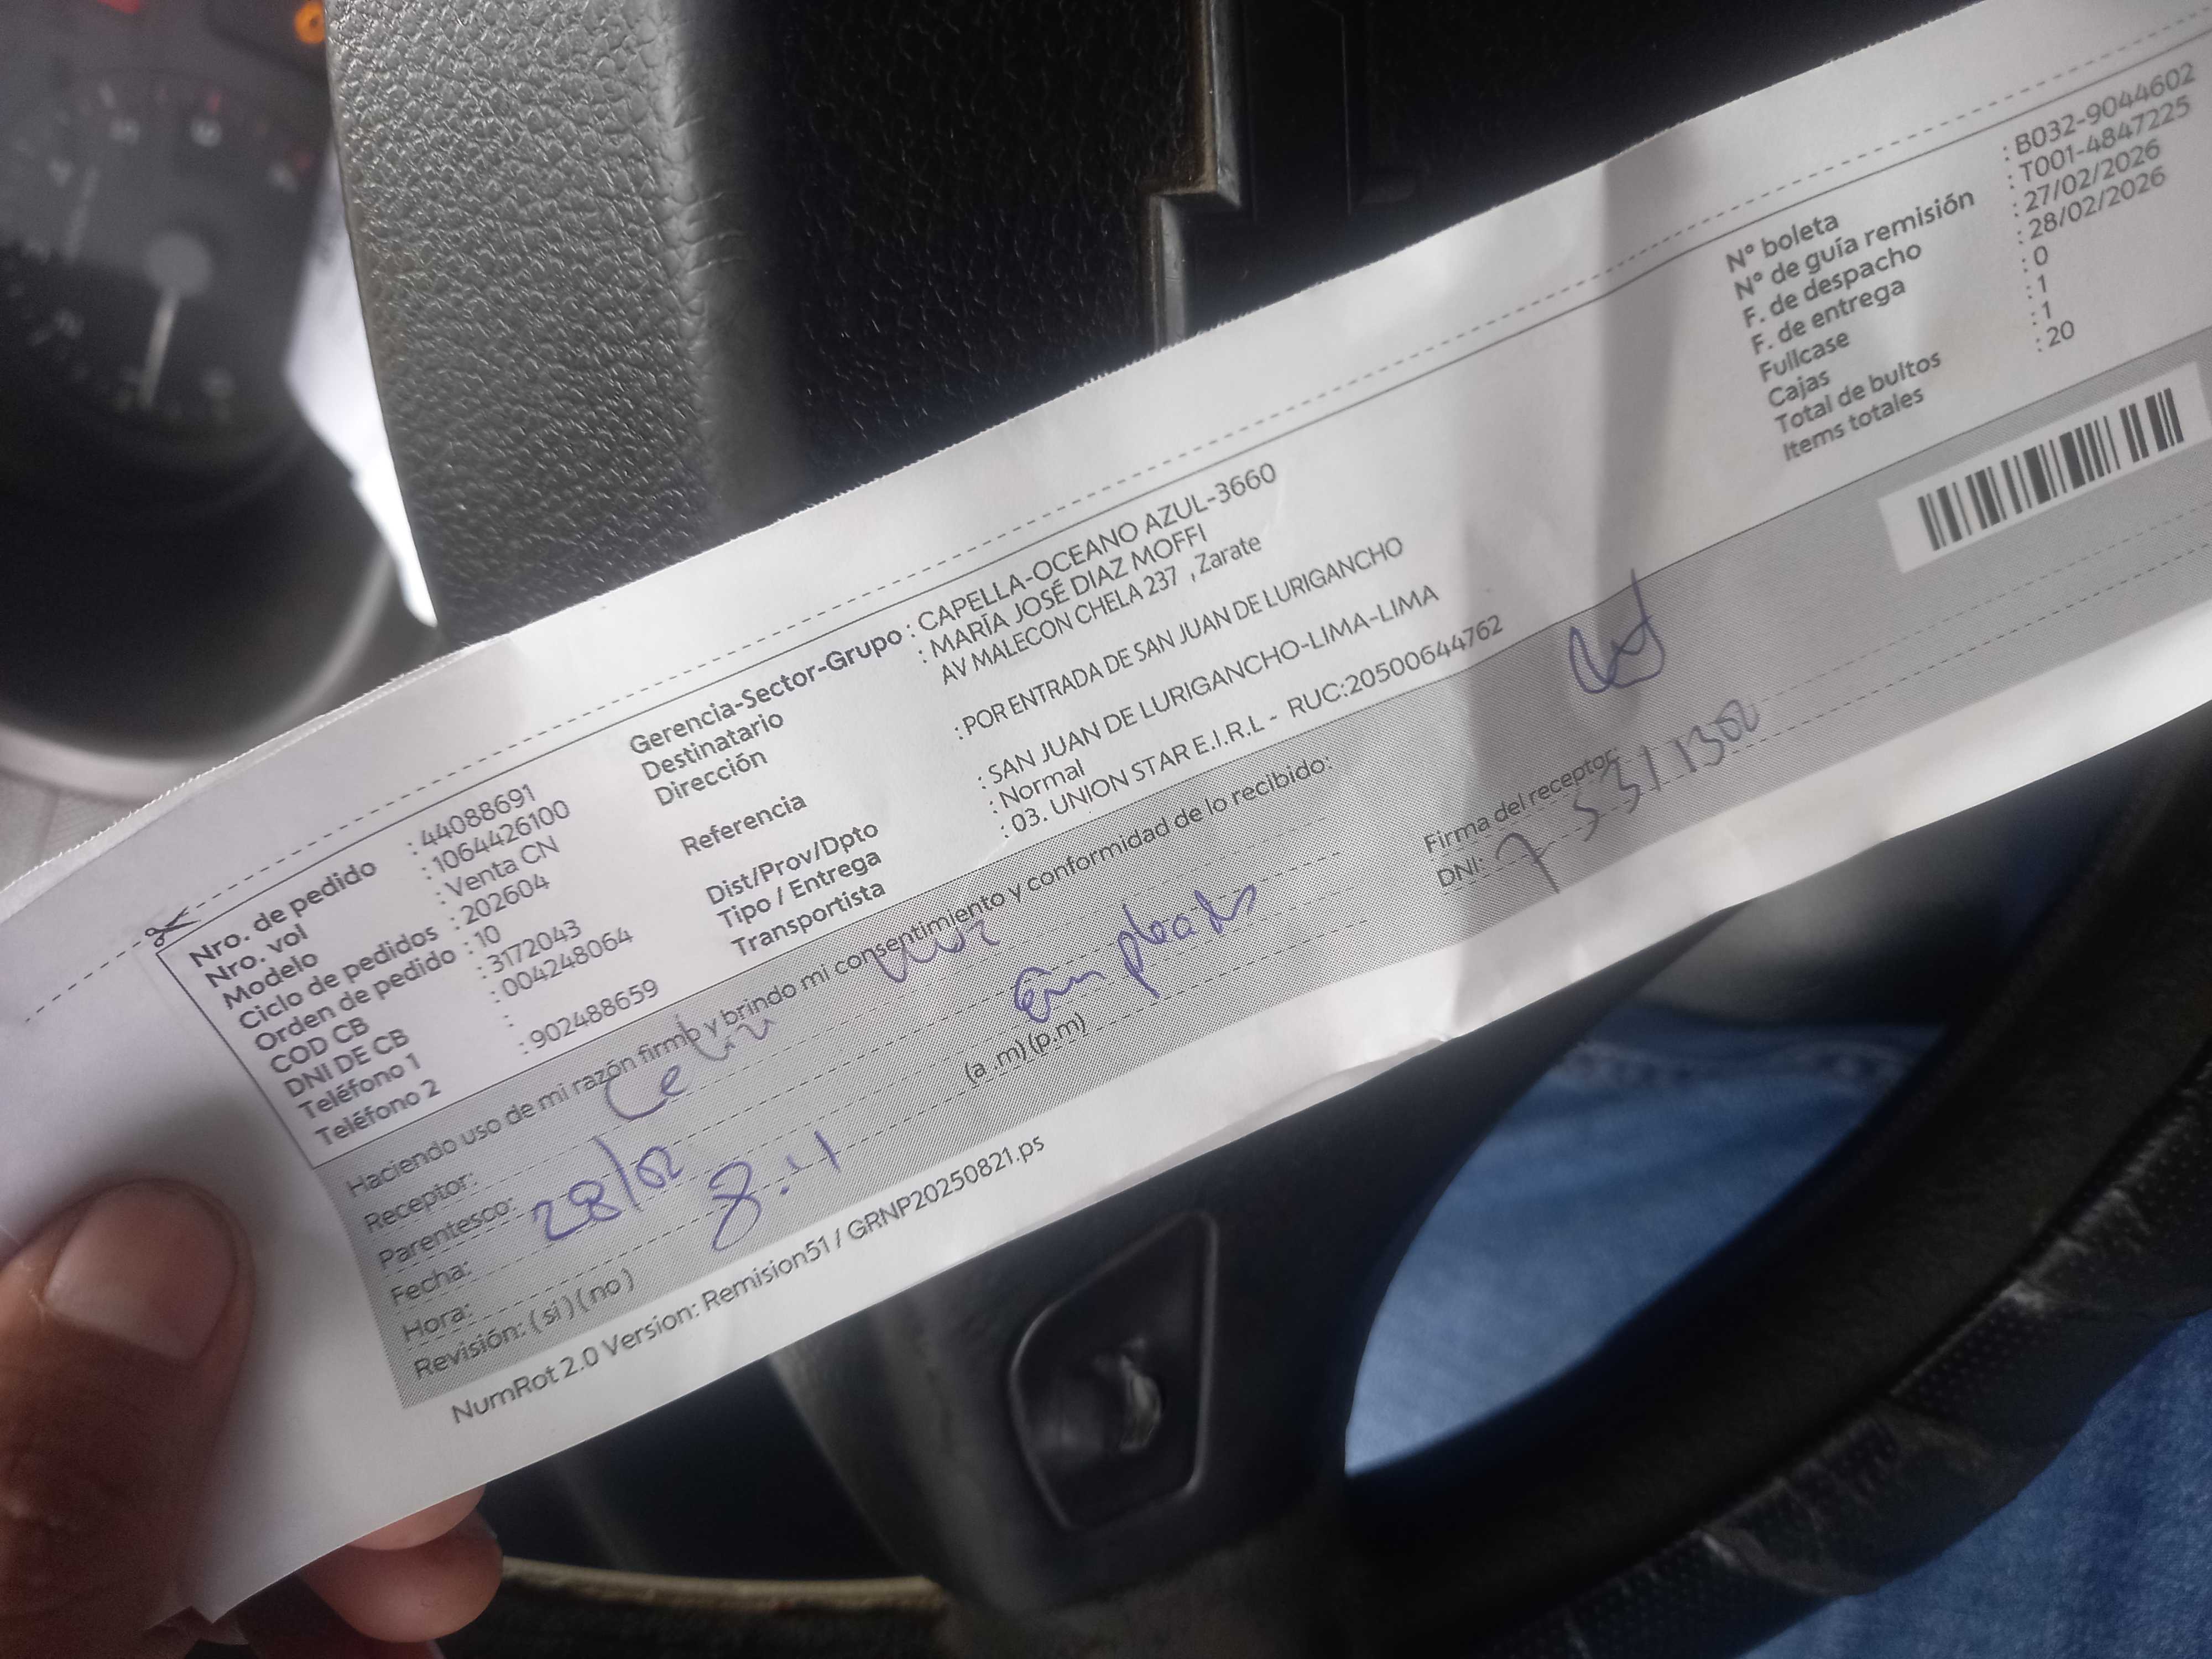 Nro. de pedido : 44088691
Nro. vol : 1064426100
Modelo : Venta CN
Ciclo de pedidos : 202604
Orden de pedido : 10
COD CB : 3172043
DNI DE CB : 004248064
Teléfono 1 :
Teléfono 2 : 902488659
Gerencia-Sector-Grupo : CAPELLA-OCEANO AZUL-3660
Destinatario : MARÍA JOSÉ DIAZ MOFFI
Dirección AV MALECON CHELA 237 , Zarate
Referencia : POR ENTRADA DE SAN JUAN DE LURIGANCHO
Dist/Prov/Dpto : SAN JUAN DE LURIGANCHO-LIMA-LIMA
Tipo / Entrega : Normal
Transportista : 03. UNION STAR E.I.R.L - RUC:20500644762
N° boleta : B032-9044602
N° de guía remisión : T001-4847225
F. de despacho : 27/02/2026
F. de entrega : 28/02/2026
Fullcase : 0
Cajas : 1
Total de bultos : 1
Items totales : 20
Haciendo uso de mi razón firmo y brindo mi consentimiento y conformidad de lo recibido:
Receptor:
Parentesco: empleado
Fecha: 28/02
Hora: (a .m) (p.m)
Revisión: ( si ) ( no )
Firma del receptor:
DNI:
NumRot 2.0 Version: Remision51 / GRNP20250821.ps